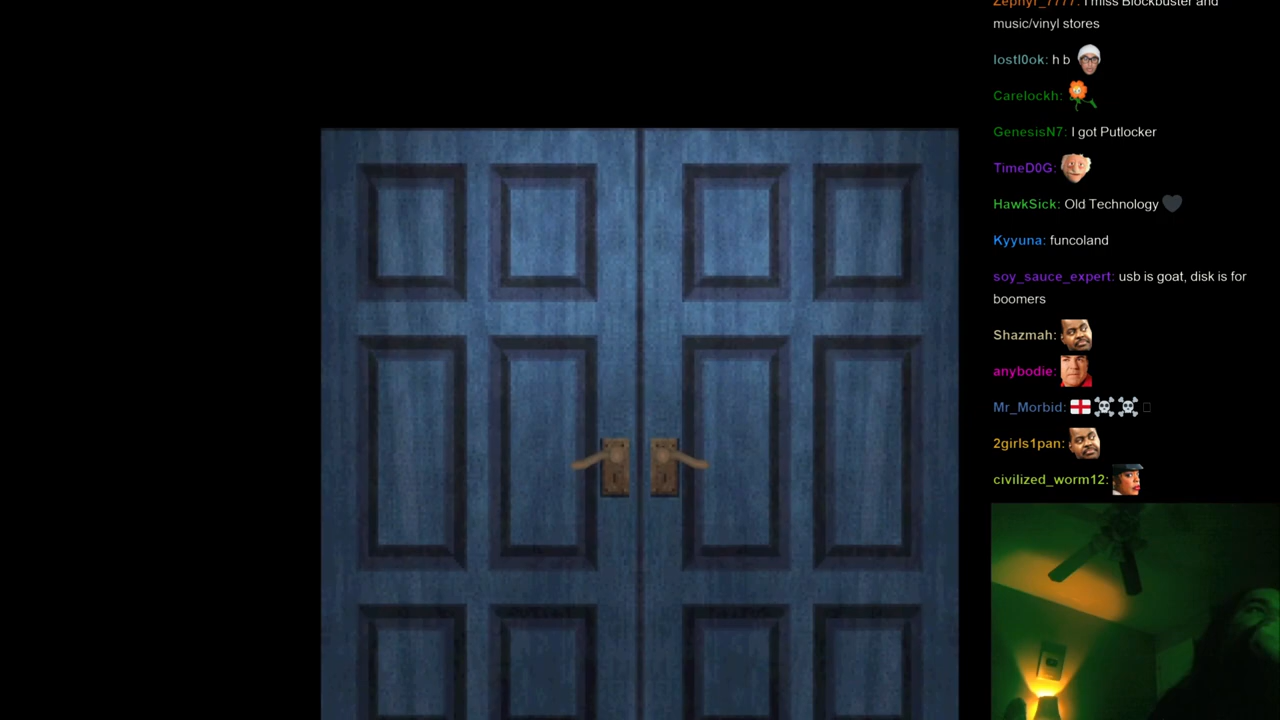 Zephyr_7777: I miss Blockbuster and
music/vinyl stores
lostl0ok: h b
Carelockh:
GenesisN7: I got Putlocker
TimeD0G:
HawkSick: Old Technology
Kyyuna: funcoland
soy_sauce_expert: usb is goat, disk is for
boomers
Shazmah:
anybodie:
Mr_Morbid:
2girls1pan:
civilized_worm12: